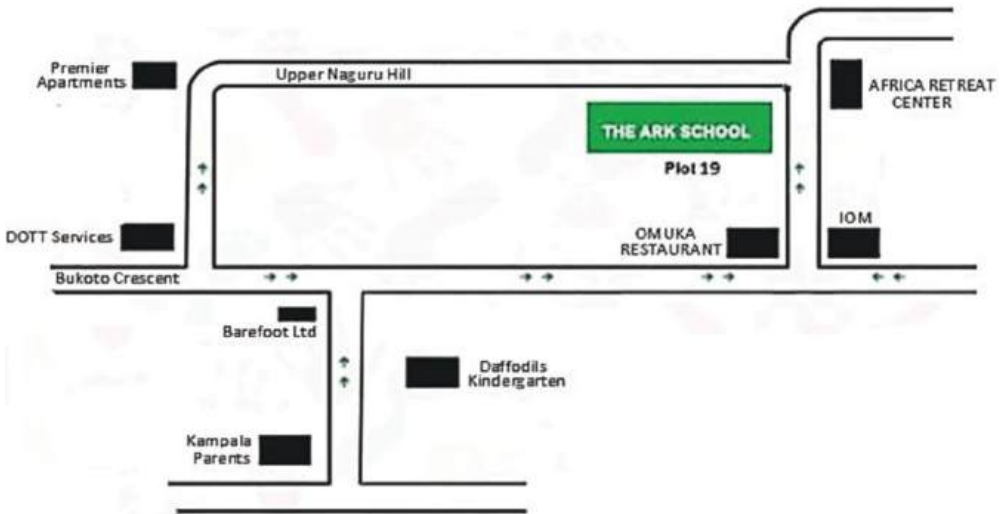 Premier
Apartments
Upper Naguru Hill
AFRICA RETREAT
CENTER
THE ARK SCHOOL
Plot 19
DOTT Services
OMUKA
RESTAURANT
IOM
Bukoto Crescent
Barefoot Ltd
Daffodils
Kindergarten
Kampala
Parents